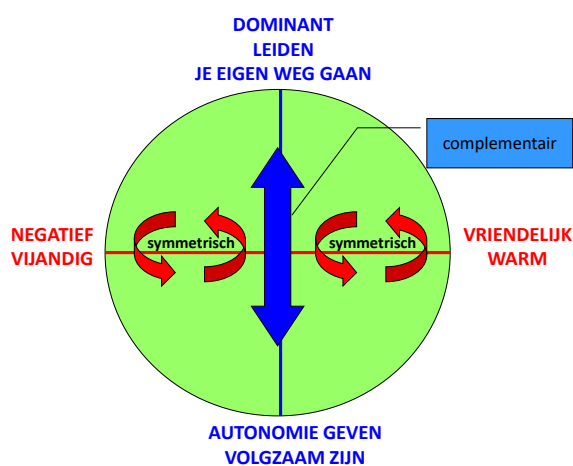 DOMINANT
LEIDEN
JE EIGEN WEG GAAN
complementair
NEGATIEF
VIJANDIG
symmetrisch
symmetrisch
VRIENDELIJK
WARM
AUTONOMIE GEVEN
VOLGZAAM ZIJN